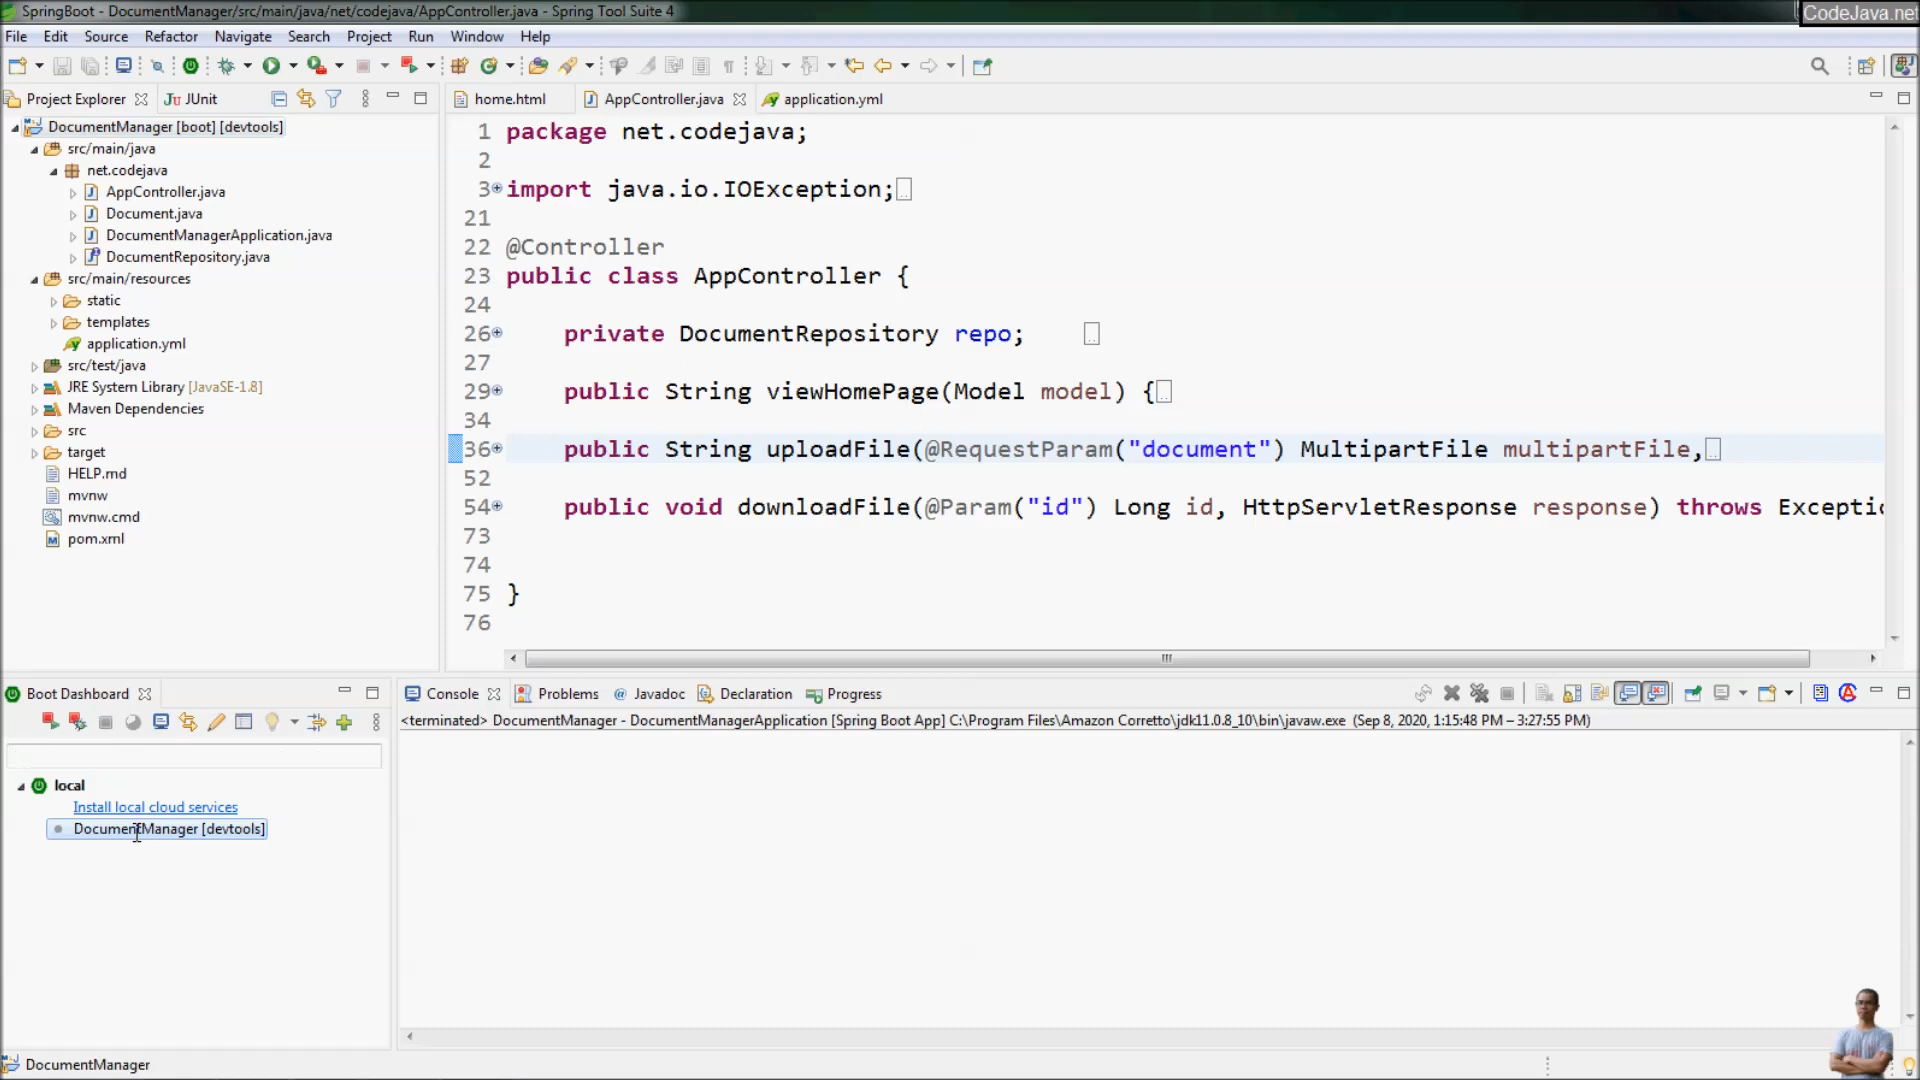 SpringBoot - DocumentManager/src/main/java/net/codejava/AppController.java - Spring Tool Suite 4
CodeJava.net
File Edit Source Refactor Navigate Search Project Run Window Help
Project Explorer JUnit
home.html AppController.java application.yml
DocumentManager [boot] [devtools]
src/main/java
net.codejava
AppController.java
Document.java
DocumentManagerApplication.java
DocumentRepository.java
src/main/resources
static
templates
application.yml
src/test/java
JRE System Library [JavaSE-1.8]
Maven Dependencies
src
target
HELP.md
mvnw
mvnw.cmd
pom.xml
1 package net.codejava;
2
3 import java.io.IOException;
21
22 @Controller
23 public class AppController {
24
26 private DocumentRepository repo;
27
29 public String viewHomePage(Model model) {
34
36 public String uploadFile(@RequestParam("document") MultipartFile multipartFile,
52
54 public void downloadFile(@Param("id") Long id, HttpServletResponse response) throws Exceptio
73
74
75 }
76
Boot Dashboard
local
Install local cloud services
DocumentManager [devtools]
Console Problems Javadoc Declaration Progress
<terminated> DocumentManager - DocumentManagerApplication [Spring Boot App] C:\Program Files\Amazon Corretto\jdk11.0.8_10\bin\javaw.exe (Sep 8, 2020, 1:15:48 PM – 3:27:55 PM)
DocumentManager